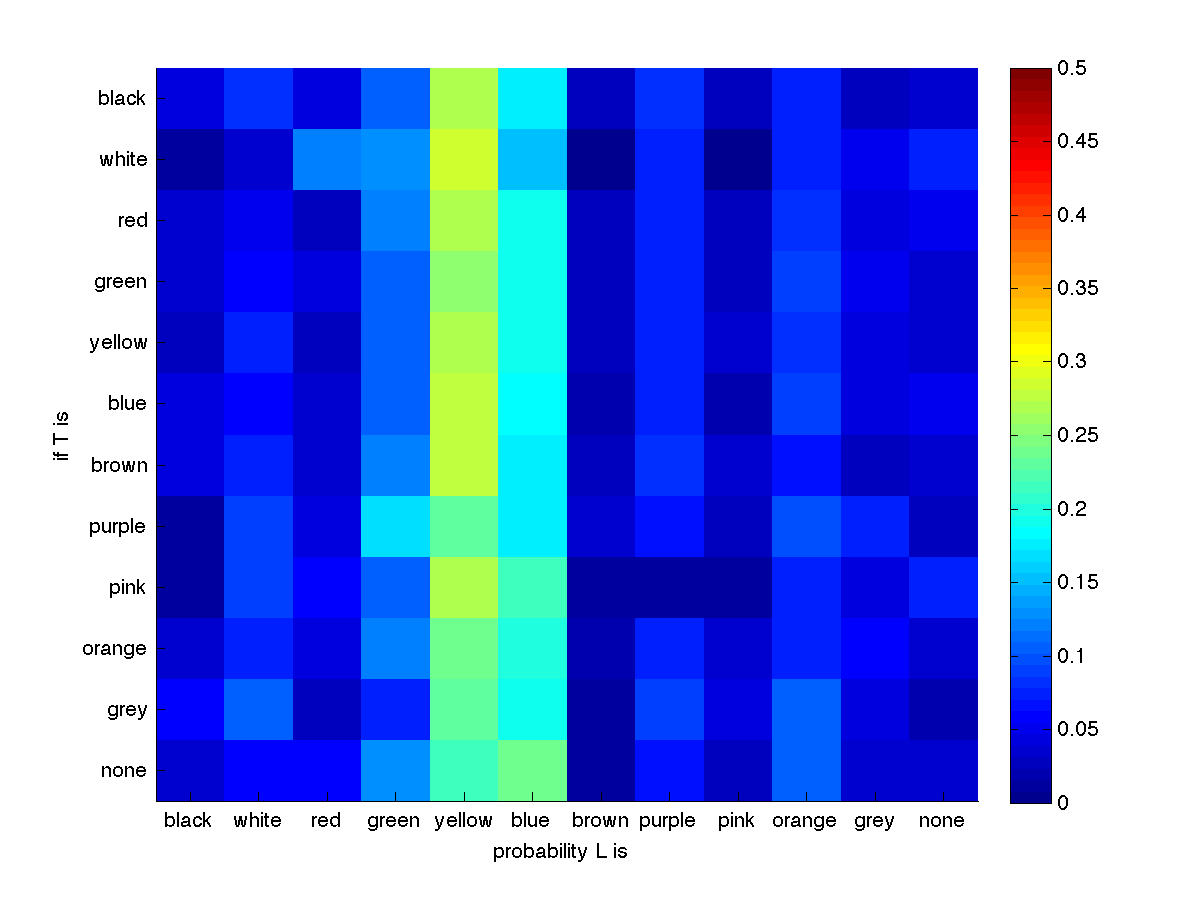 black
white
red
green
yellow
blue
brown
purple
pink
orange
grey
none
if T is
black white red green yellow blue brown purple pink orange grey none
probability L is
0.5
0.45
0.4
0.35
0.3
0.25
0.2
0.15
0.1
0.05
0